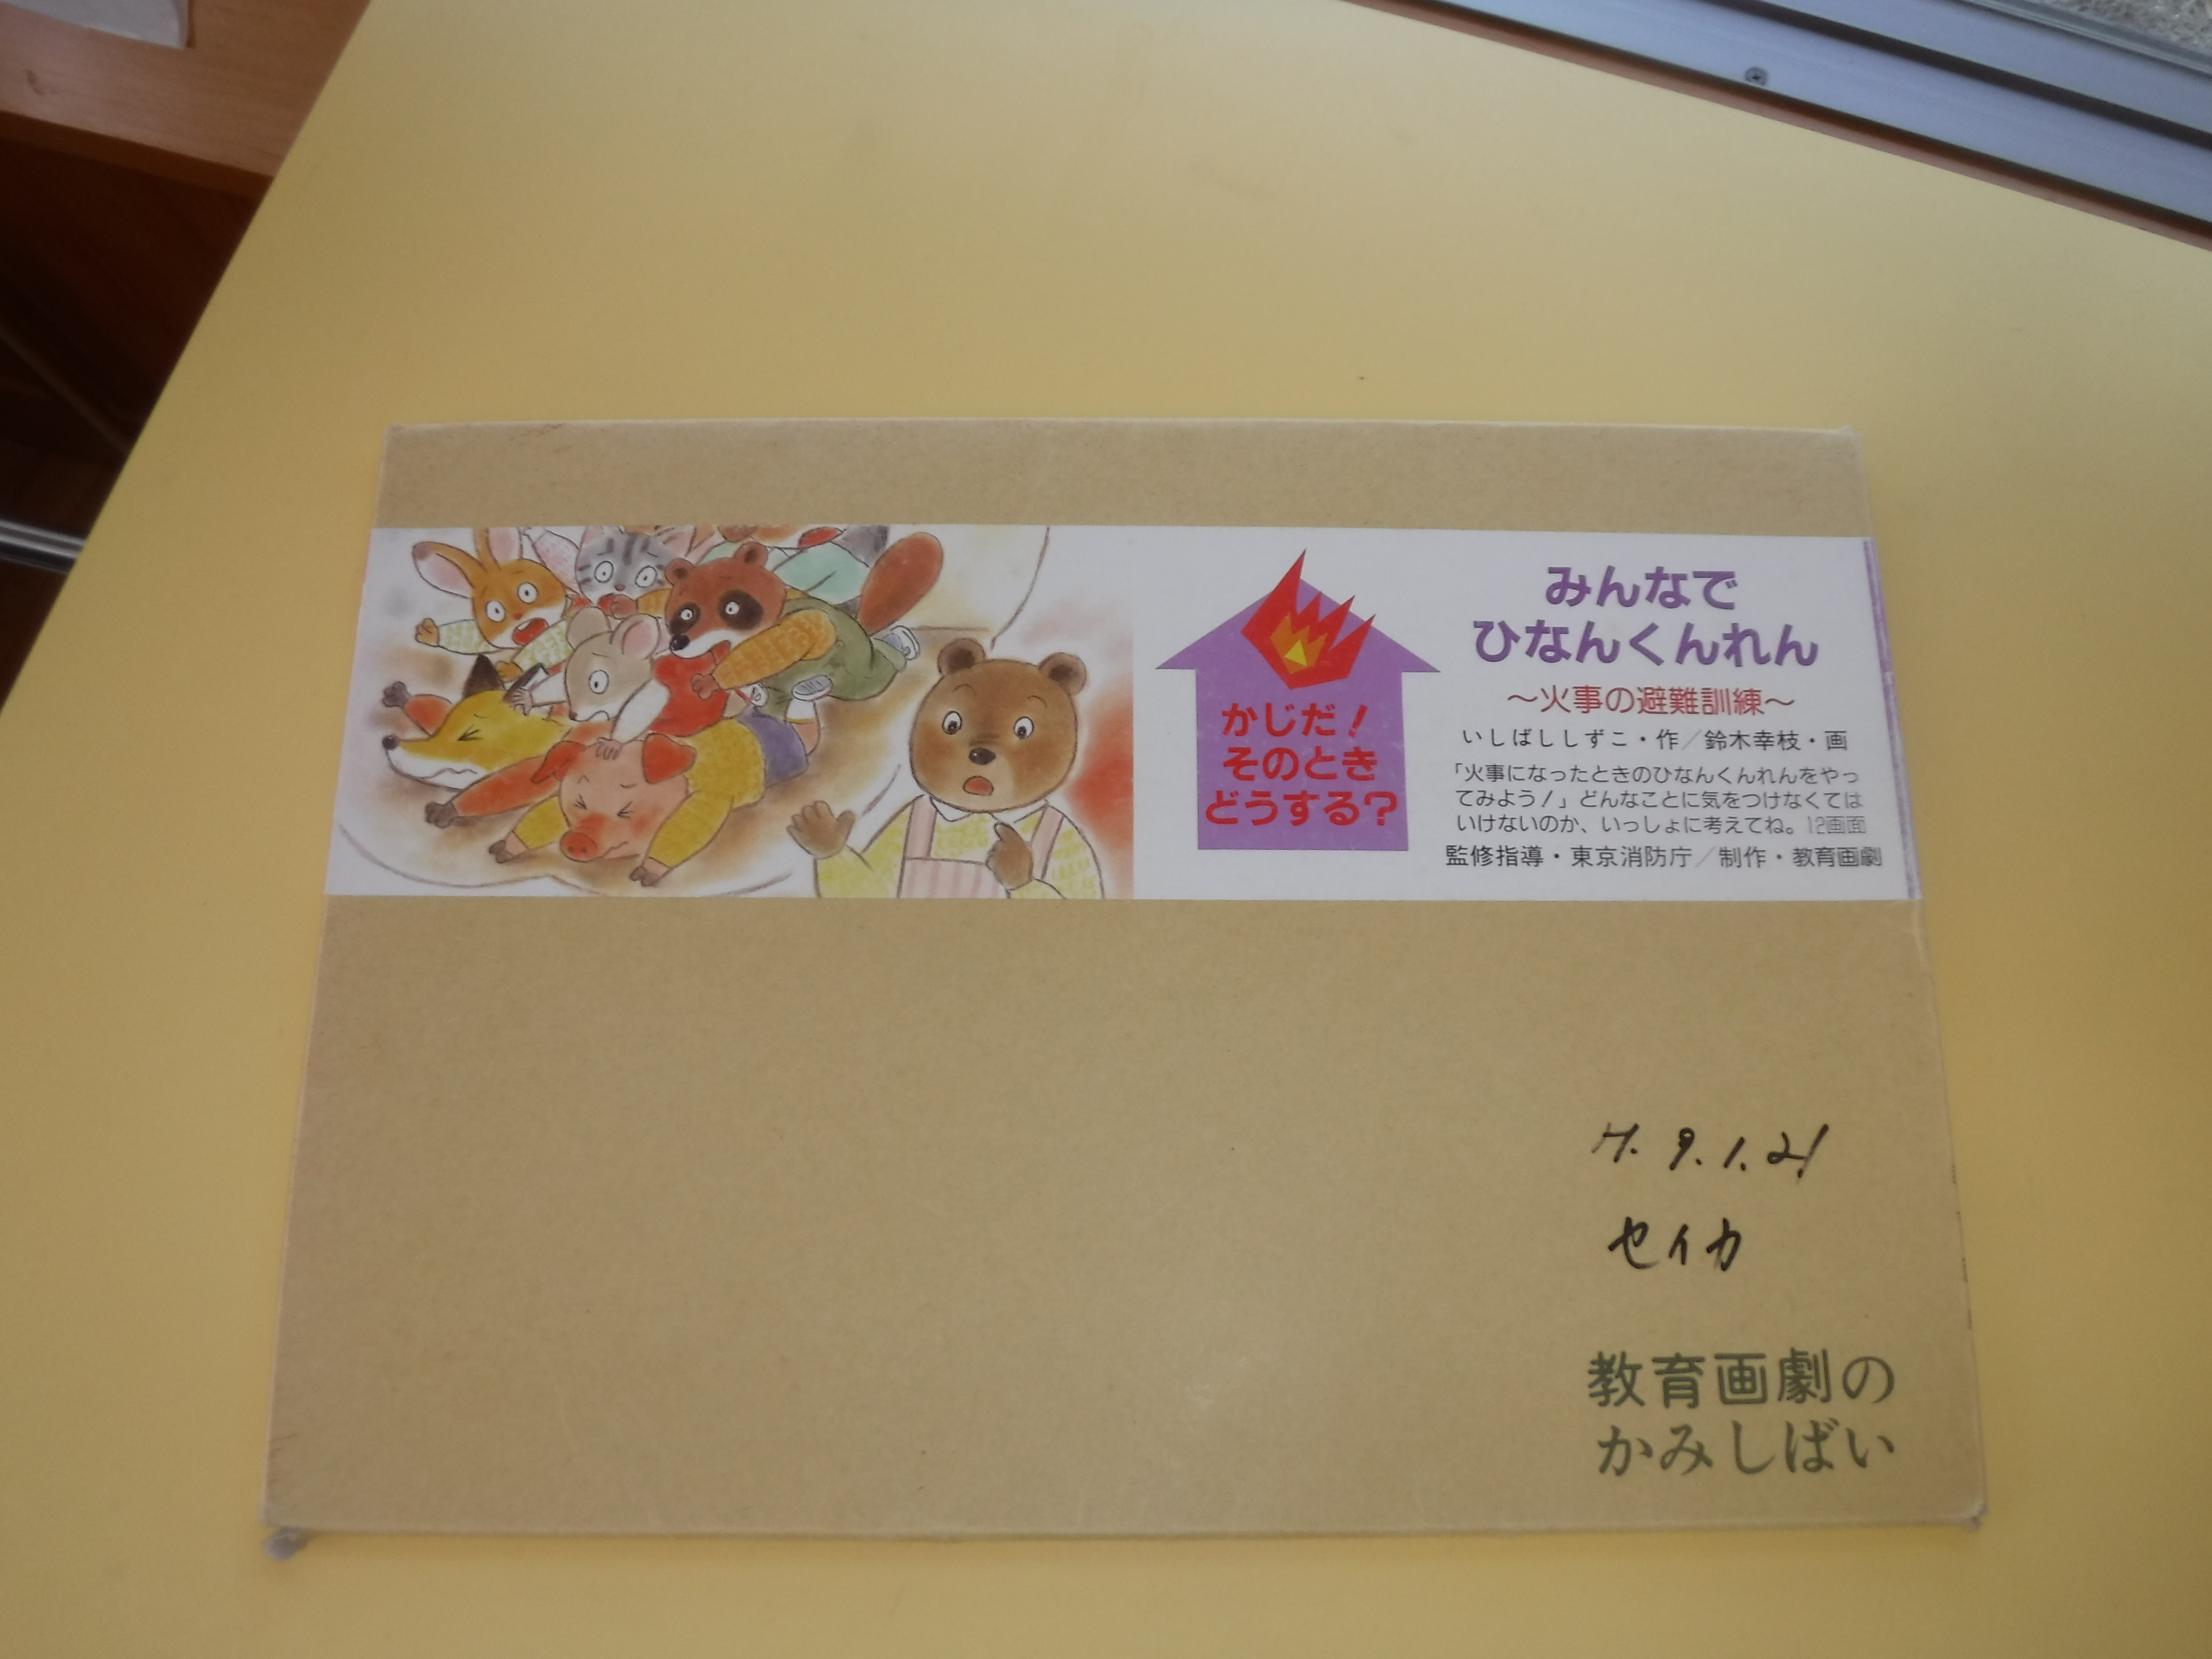 かじだ！
そのとき
どうする？
みんなで
ひなんくんれん
〜火事の避難訓練〜
いしばししずこ・作／鈴木幸枝・画
「火事になったときのひなんくんれんをやっ
てみよう！」どんなことに気をつけなくては
いけないのか、いっしょに考えてね。12画面
監修指導・東京消防庁／制作・教育画劇
H.9.1.21
セイカ
教育画劇の
かみしばい